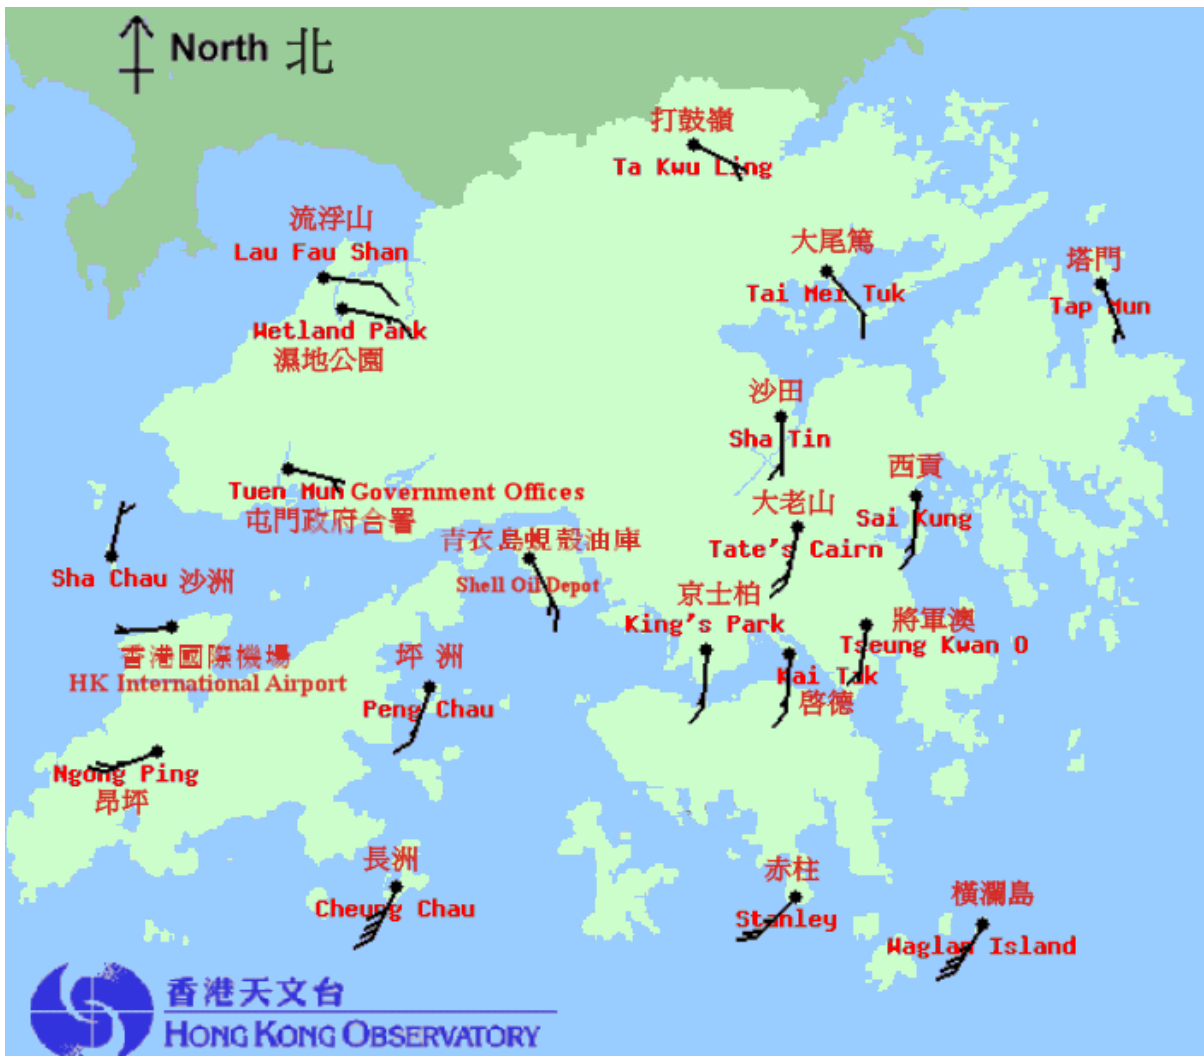 North 北
打鼓嶺
Ta Kwu Ling
流浮山
Lau Fau Shan
大尾篤
Tai Mei Tuk
塔門
Tap Mun
Wetland Park
濕地公園
沙田
Sha Tin
西貢
Sai Kung
Tuen Mun Government Offices
屯門政府合署
大老山
Tate's Cairn
青衣島蜆殼油庫
Shell Oil Depot
Sha Chau 沙洲
京士柏
King's Park
將軍澳
Tseung Kwan O
香港國際機場
HK International Airport
坪洲
Peng Chau
Kai Tak
啓德
Ngong Ping
昂坪
長洲
Cheung Chau
赤柱
Stanley
橫瀾島
Waglan Island
香港天文台
HONG KONG OBSERVATORY